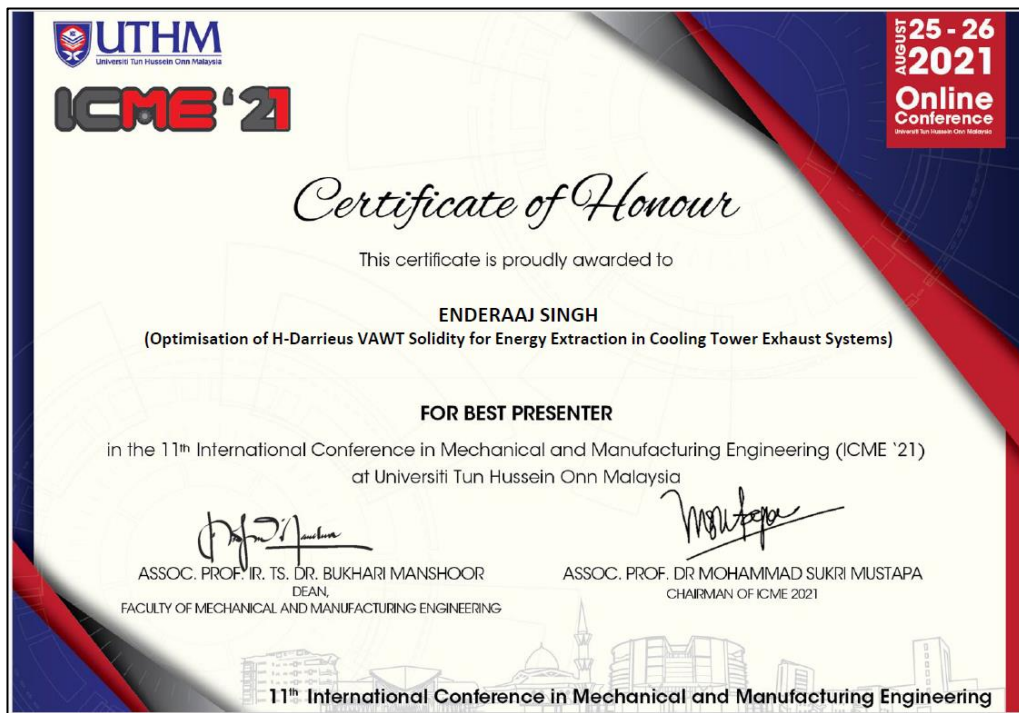 UTHM
Universiti Tun Hussein Onn Malaysia
ICME '21
AUGUST 25 - 26
2021
Online
Conference
Universiti Tun Hussein Onn Malaysia
Certificate of Honour
This certificate is proudly awarded to
ENDERAAJ SINGH
(Optimisation of H-Darrieus VAWT Solidity for Energy Extraction in Cooling Tower Exhaust Systems)
FOR BEST PRESENTER
in the 11th International Conference in Mechanical and Manufacturing Engineering (ICME '21)
at Universiti Tun Hussein Onn Malaysia
ASSOC. PROF. IR. TS. DR. BUKHARI MANSHOOR
DEAN,
FACULTY OF MECHANICAL AND MANUFACTURING ENGINEERING
ASSOC. PROF. DR MOHAMMAD SUKRI MUSTAPA
CHAIRMAN OF ICME 2021
11th International Conference in Mechanical and Manufacturing Engineering